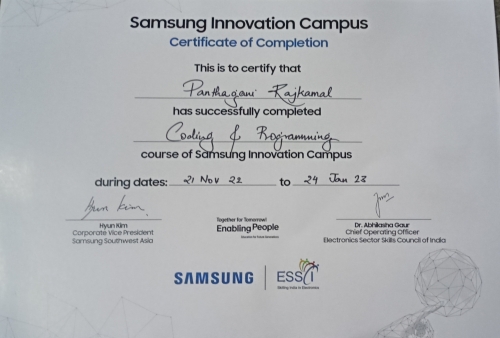 Samsung Innovation Campus
Certificate of Completion
This is to certify that
Panthagani Rajkamal
has successfully completed
Coding & Programming
course of Samsung Innovation Campus
during dates: 21 Nov 22 to 24 Jan 23
Hyun Kim
Hyun Kim
Corporate Vice President
Samsung Southwest Asia
Together for Tomorrow!
Enabling People
Education for Future Generations
Dr. Abhilasha Gaur
Chief Operating Officer
Electronics Sector Skills Council of India
SAMSUNG
ESSCI
Skilling India in Electronics